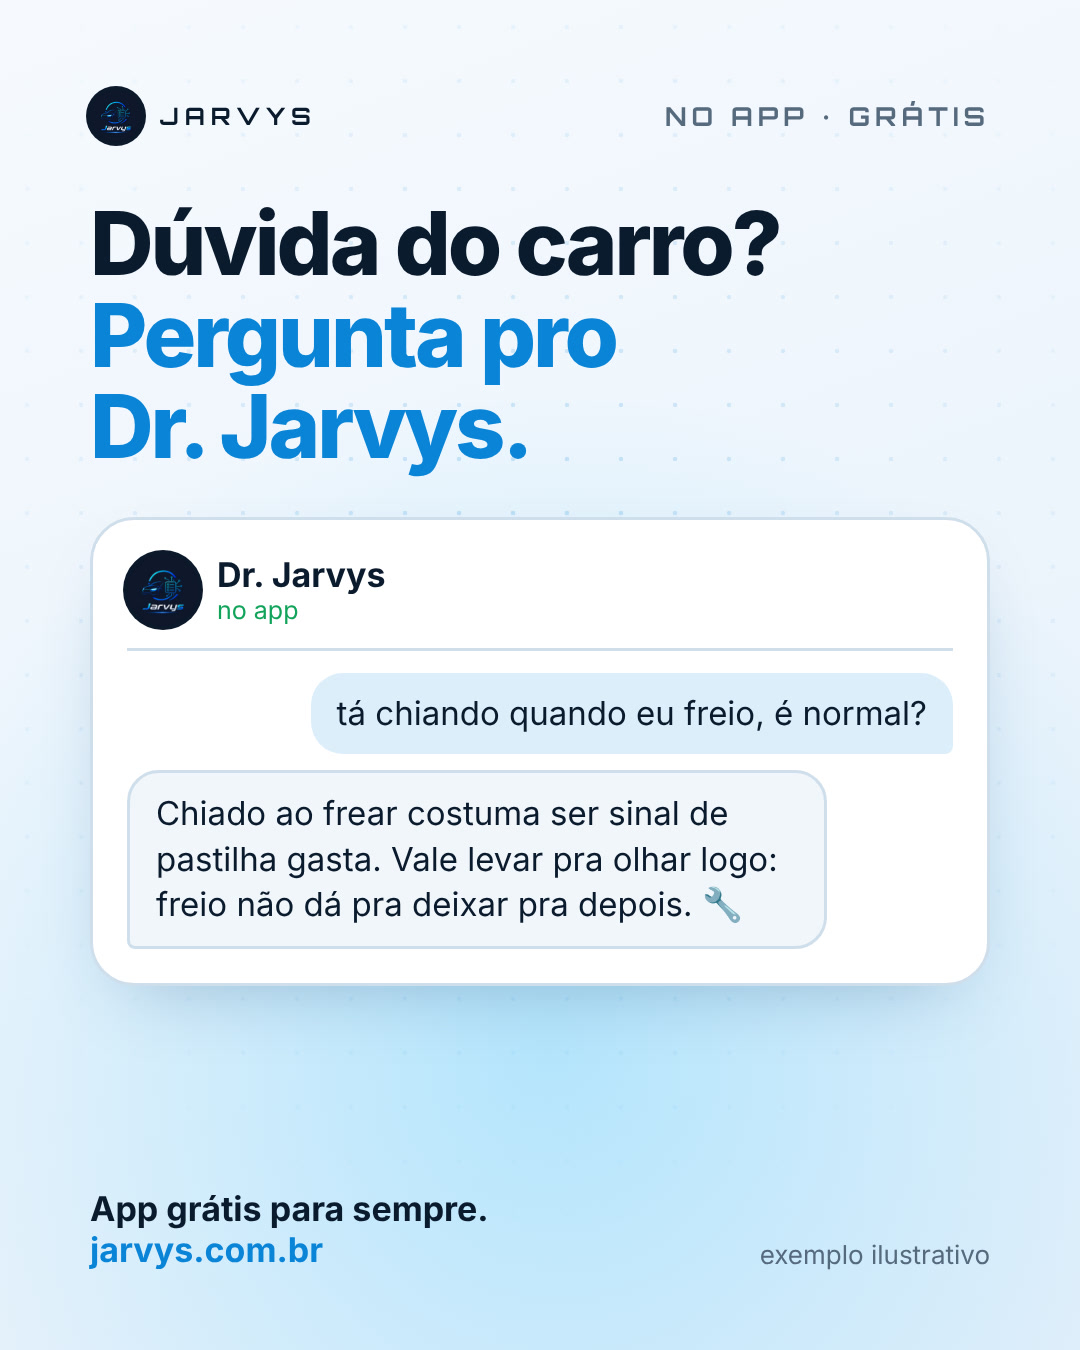 Jarvys
JARVYS
NO APP · GRÁTIS
Dúvida do carro?
Pergunta pro
Dr. Jarvys.
Jarvys
Dr. Jarvys
no app
tá chiando quando eu freio, é normal?
Chiado ao frear costuma ser sinal de
pastilha gasta. Vale levar pra olhar logo:
freio não dá pra deixar pra depois. 🔧
App grátis para sempre.
jarvys.com.br
exemplo ilustrativo